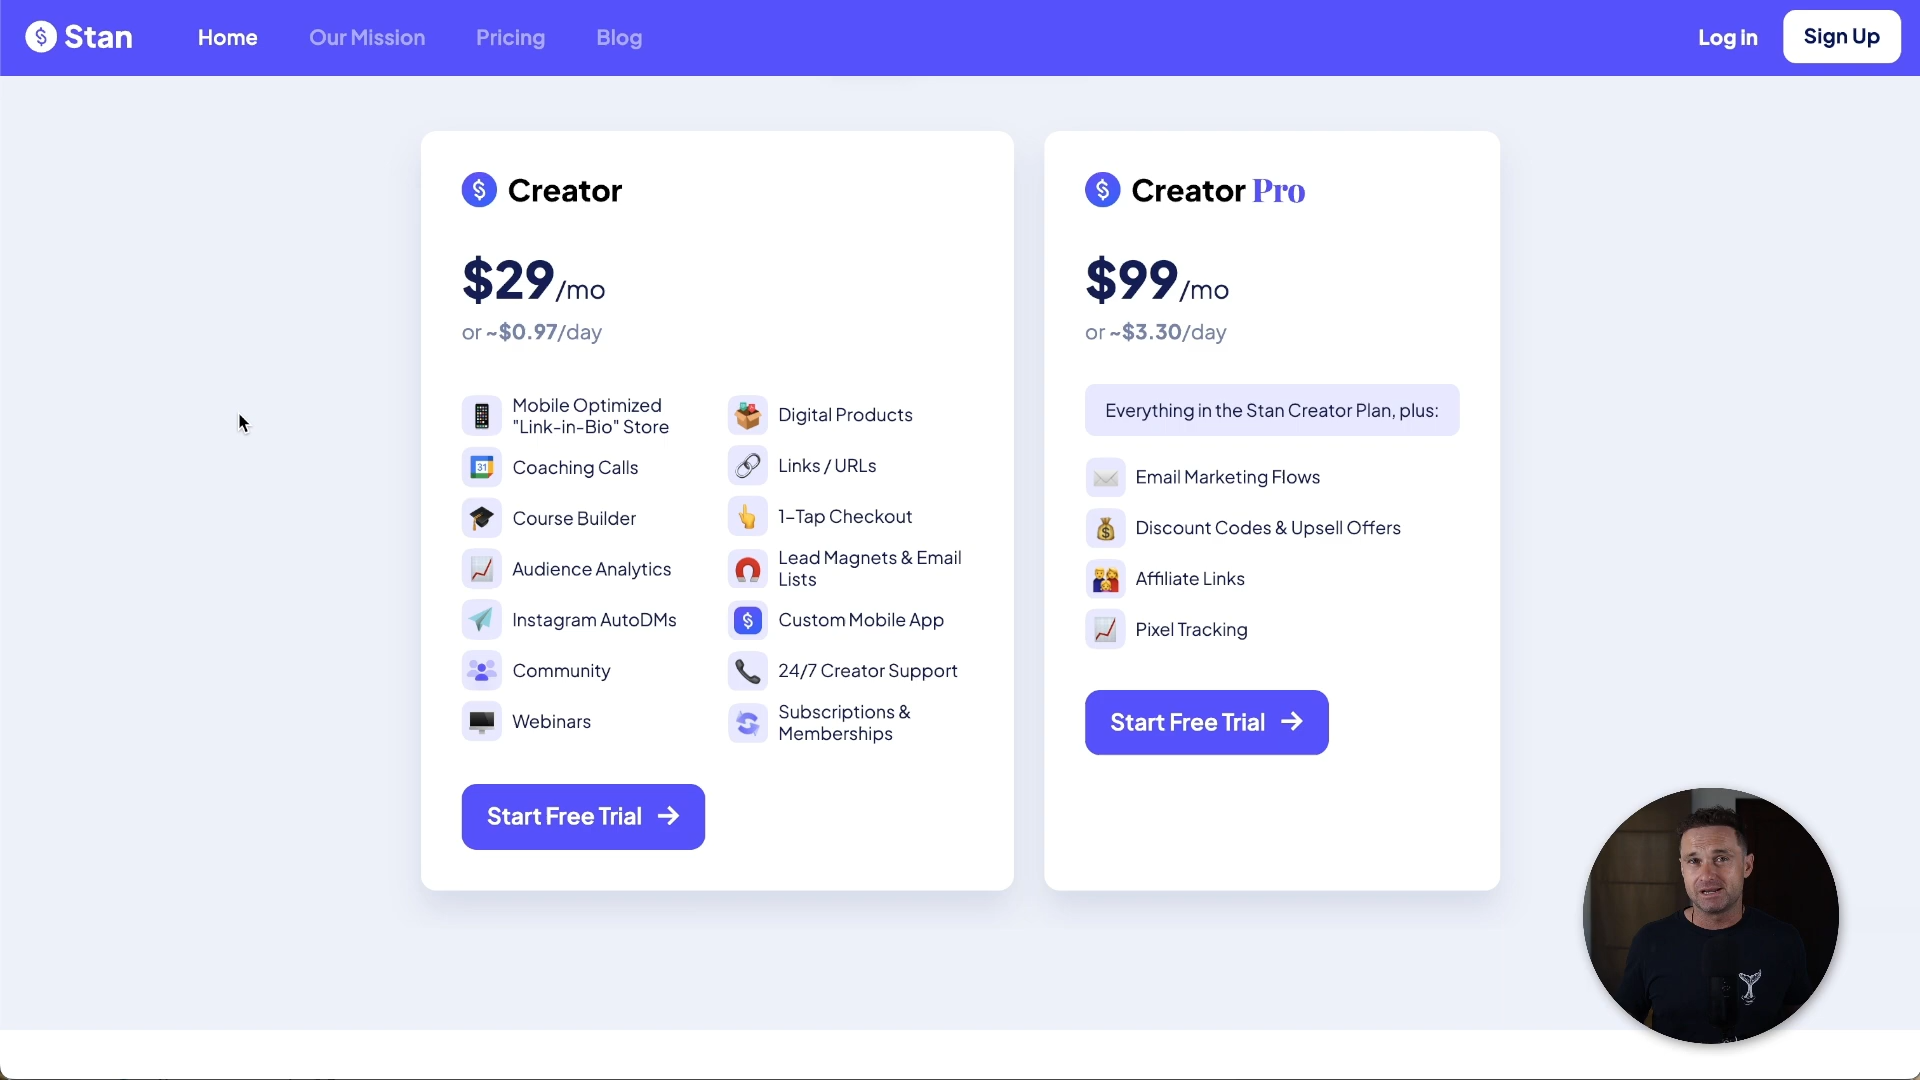 Stan
Home
Our Mission
Pricing
Blog
Log in
Sign Up
Creator
$29/mo
or ~$0.97/day
Mobile Optimized
"Link-in-Bio" Store
Coaching Calls
Course Builder
Audience Analytics
Instagram AutoDMs
Community
Webinars
Digital Products
Links / URLs
1–Tap Checkout
Lead Magnets & Email
Lists
Custom Mobile App
24/7 Creator Support
Subscriptions &
Memberships
Start Free Trial →
Creator Pro
$99/mo
or ~$3.30/day
Everything in the Stan Creator Plan, plus:
Email Marketing Flows
Discount Codes & Upsell Offers
Affiliate Links
Pixel Tracking
Start Free Trial →